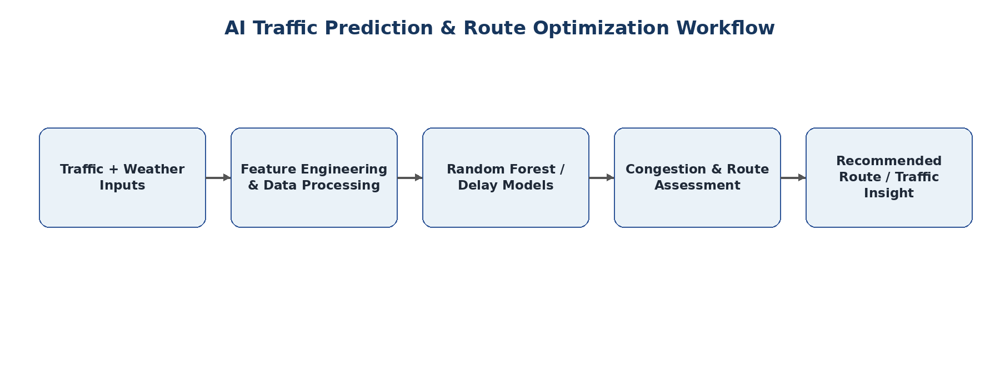 AI Traffic Prediction & Route Optimization Workflow
Traffic + Weather
Inputs
Feature Engineering
& Data Processing
Random Forest /
Delay Models
Congestion & Route
Assessment
Recommended
Route / Traffic
Insight